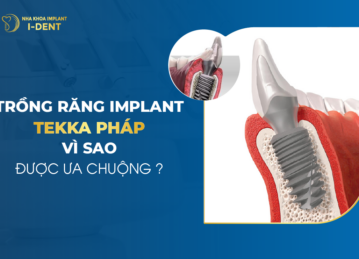 NHA KHOA IMPLANT
I-DENT
TRỒNG RĂNG IMPLANT
TEKKA PHÁP
VÌ SAO
ĐƯỢC ƯA CHUỘNG ?